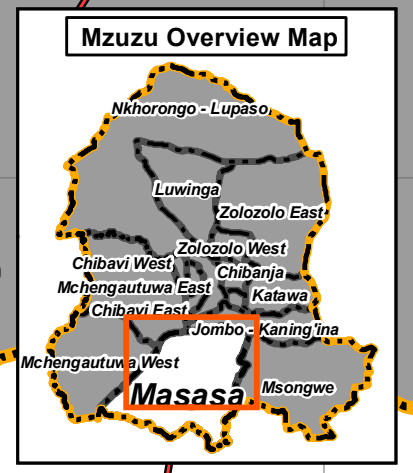 Mzuzu Overview Map
Nkhorongo - Lupaso
Luwinga
Zolozolo East
Zolozolo West
Chibavi West
Chibanja
Mchengautuwa East
Katawa
Chibavi East
Jombo - Kaning'ina
Mchengautuwa West
Msongwe
Masasa